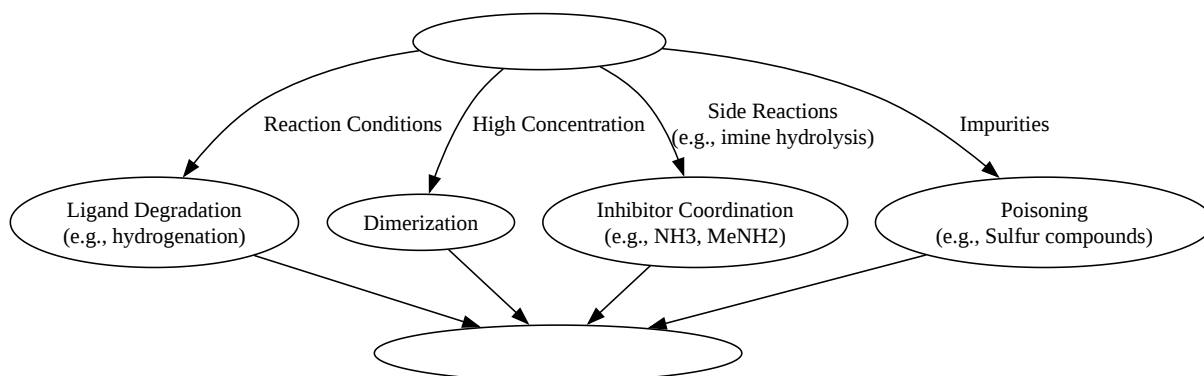 Reaction Conditions
High Concentration
Side Reactions
(e.g., imine hydrolysis)
Impurities
Ligand Degradation
(e.g., hydrogenation)
Dimerization
Inhibitor Coordination
(e.g., NH3, MeNH2)
Poisoning
(e.g., Sulfur compounds)